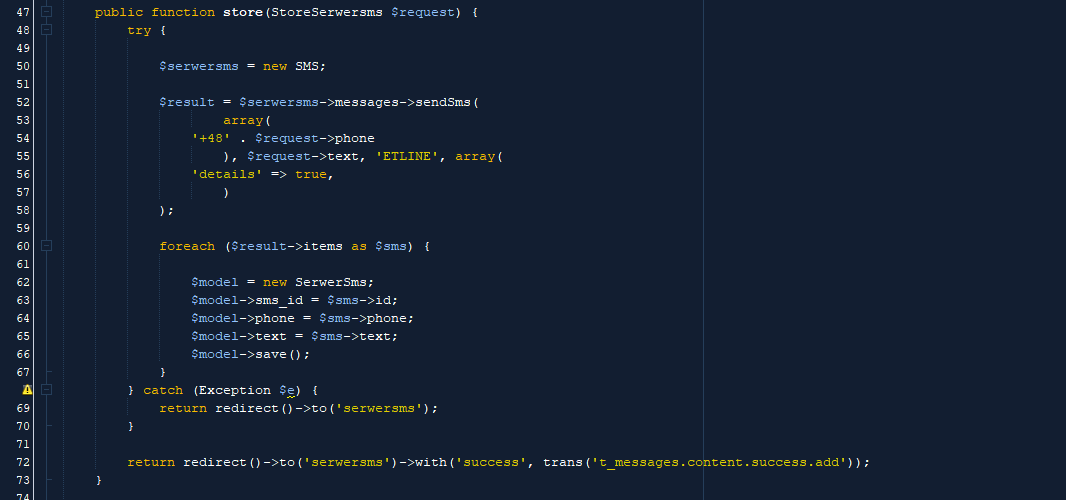 47 public function store(StoreSerwersms $request) {
48 try {
49
50 $serwersms = new SMS;
51
52 $result = $serwersms->messages->sendSms(
53 array(
54 '+48' . $request->phone
55 ), $request->text, 'ETLINE', array(
56 'details' => true,
57 )
58 );
59
60 foreach ($result->items as $sms) {
61
62 $model = new SerwerSms;
63 $model->sms_id = $sms->id;
64 $model->phone = $sms->phone;
65 $model->text = $sms->text;
66 $model->save();
67 }
} catch (Exception $e) {
69 return redirect()->to('serwersms');
70 }
71
72 return redirect()->to('serwersms')->with('success', trans('t_messages.content.success.add'));
73 }
74